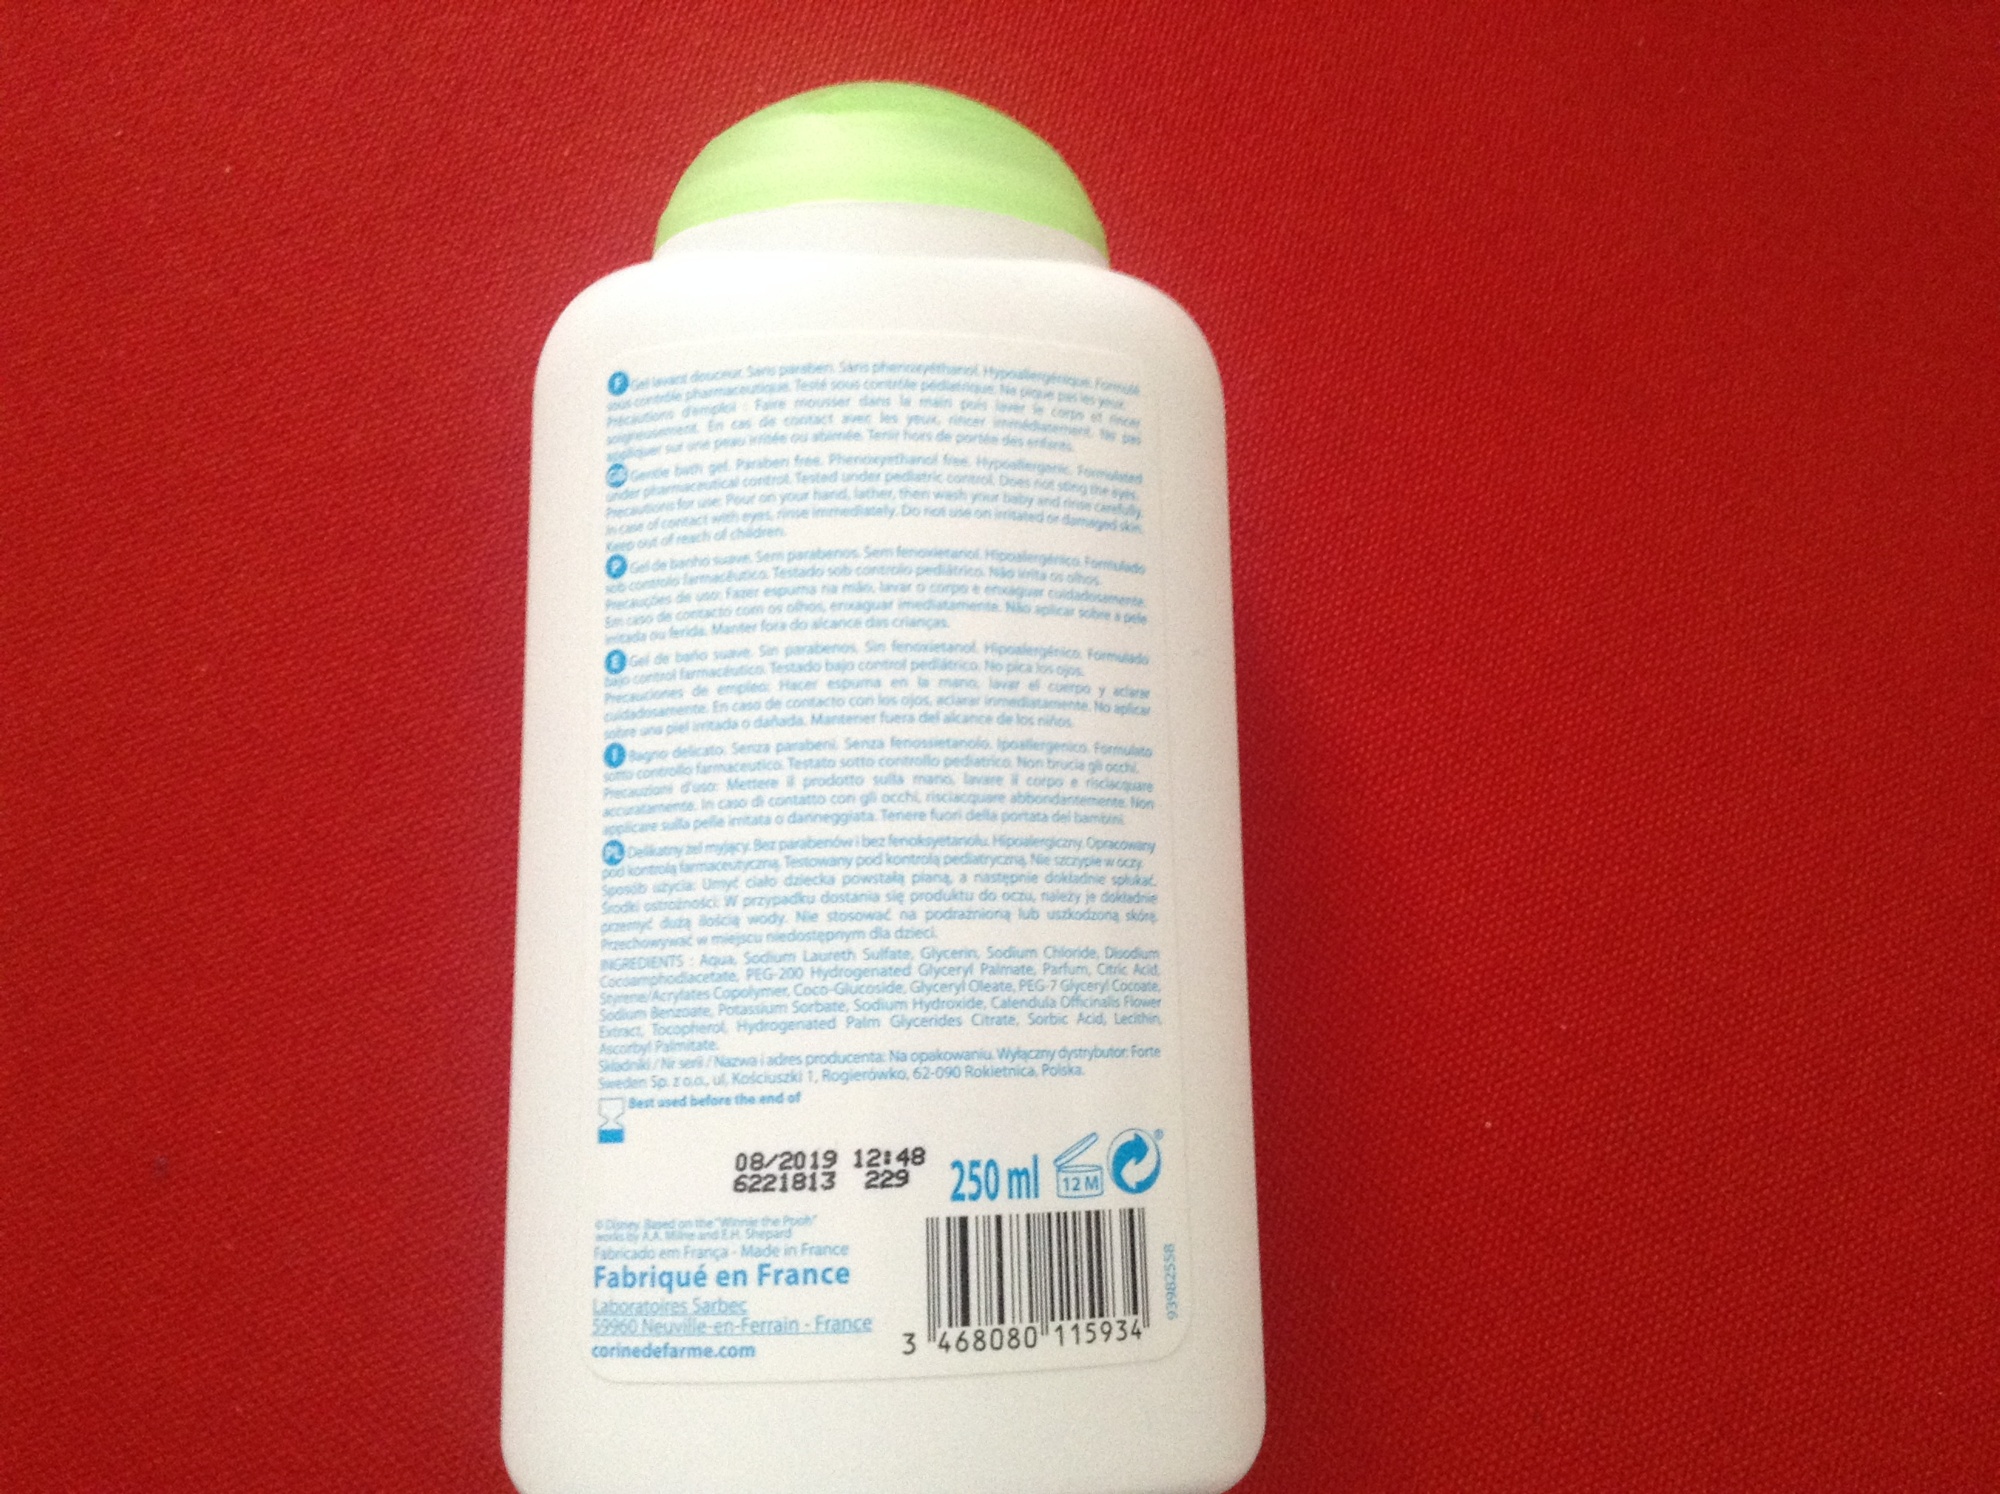 F Gel lavant douceur. Sans paraben. Sans phenoxyéthanol. Hypoallergénique. Formulé
sous contrôle pharmaceutique. Testé sous contrôle pédiatrique. Ne pique pas les yeux.
Précautions d'emploi : Faire mousser dans la main puis laver le corps et rincer
soigneusement. En cas de contact avec les yeux, rincer immédiatement. Ne pas
appliquer sur une peau irritée ou abimée. Tenir hors de portée des enfants.
GB Gentle bath gel. Paraben free. Phenoxyethanol free. Hypoallergenic. Formulated
under pharmaceutical control. Tested under pediatric control. Does not sting the eyes.
Precautions for use: Pour on your hand, lather, then wash your baby and rinse carefully.
In case of contact with eyes, rinse immediately. Do not use on irritated or damaged skin.
Keep out of reach of children.
P Gel de banho suave. Sem parabenos. Sem fenoxietanol. Hipoallergénico. Formulado
sob controlo farmacêutico. Testado sob controlo pediátrico. Não irrita os olhos.
Precauções de uso: Fazer espuma na mão, lavar o corpo e enxaguar cuidadosamente.
Em caso de contacto com os olhos, enxaguar imediatamente. Não aplicar sobre a pele
irritada ou ferida. Manter fora do alcance das crianças.
E Gel de baño suave. Sin parabenos. Sin fenoxietanol. Hipoalergénico. Formulado
bajo control farmacéutico. Testado bajo control pediátrico. No pica los ojos.
Precauciones de empleo: Hacer espuma en la mano, lavar el cuerpo y aclarar
cuidadosamente. En caso de contacto con los ojos, aclarar inmediatamente. No aplicar
sobre una piel irritada o dañada. Mantener fuera del alcance de los niños.
I Bagno delicato. Senza parabeni. Senza fenossietanolo. Ipoallergenico. Formulato
sotto controllo farmaceutico. Testato sotto controllo pediatrico. Non brucia gli occhi.
Precauzioni d'uso: Mettere il prodotto sulla mano, lavare il corpo e risciacquare
accuratamente. In caso di contatto con gli occhi, risciacquare abbondantemente. Non
applicare sulla pelle irritata o danneggiata. Tenere fuori della portata dei bambini.
PL Delikatny żel myjący. Bez parabenów i bez fenoksyetanolu. Hipoalergiczny. Opracowany
pod kontrolą farmaceutyczną. Testowany pod kontrolą pediatryczną. Nie szczypie w oczy.
Sposób użycia: Umyć ciało dziecka powstałą pianą, a następnie dokładnie spłukać.
Środki ostrożności: W przypadku dostania się produktu do oczu, należy je dokładnie
przemyć dużą ilością wody. Nie stosować na podrażnioną lub uszkodzoną skórę.
Przechowywać w miejscu niedostępnym dla dzieci.
INGREDIENTS : Aqua, Sodium Laureth Sulfate, Glycerin, Sodium Chloride, Disodium
Cocoamphodiacetate, PEG-200 Hydrogenated Glyceryl Palmate, Parfum, Citric Acid,
Styrene/Acrylates Copolymer, Coco-Glucoside, Glyceryl Oleate, PEG-7 Glyceryl Cocoate,
Sodium Benzoate, Potassium Sorbate, Sodium Hydroxide, Calendula Officinalis Flower
Extract, Tocopherol, Hydrogenated Palm Glycerides Citrate, Sorbic Acid, Lecithin,
Ascorbyl Palmitate.
Składniki / Nr serii / Nazwa i adres producenta: Na opakowaniu. Wyłączny dystrybutor: Forte
Sweden Sp. z o.o., ul. Kościuszki 1, Rogierówko, 62-090 Rokietnica, Polska.
Best used before the end of
08/2019 12:48
6221813 229
250 ml
12 M
®
© Disney. Based on the "Winnie the Pooh"
works by A.A. Milne and E.H. Shepard
Fabricado em França - Made in France
Fabriqué en France
Laboratoires Sarbec
59960 Neuville-en-Ferrain - France
corinedefarme.com
3 468080 115934
93982558